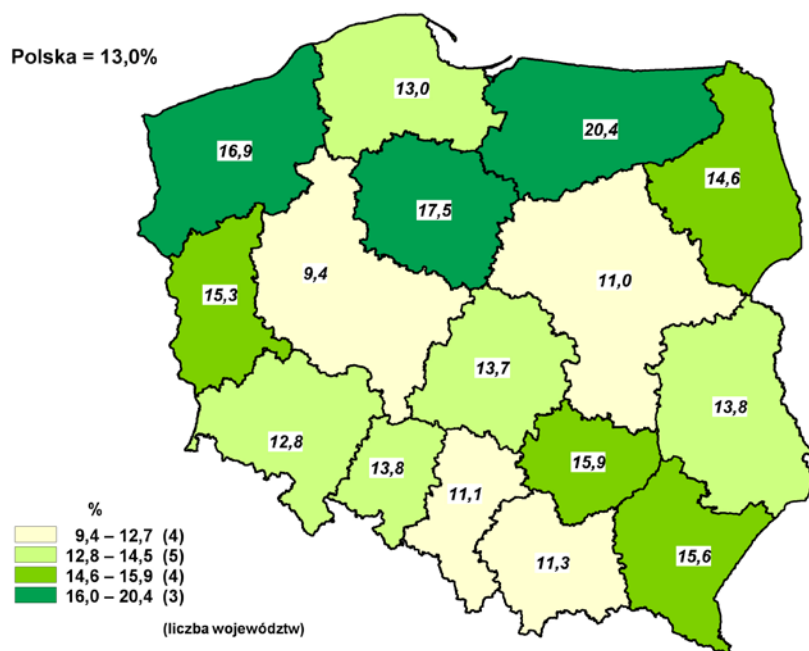 Polska = 13,0%
13,0
20,4
16,9
14,6
17,5
9,4
11,0
15,3
13,7
13,8
12,8
13,8
15,9
11,1
11,3
15,6
%
9,4 – 12,7 (4)
12,8 – 14,5 (5)
14,6 – 15,9 (4)
16,0 – 20,4 (3)
(liczba województw)